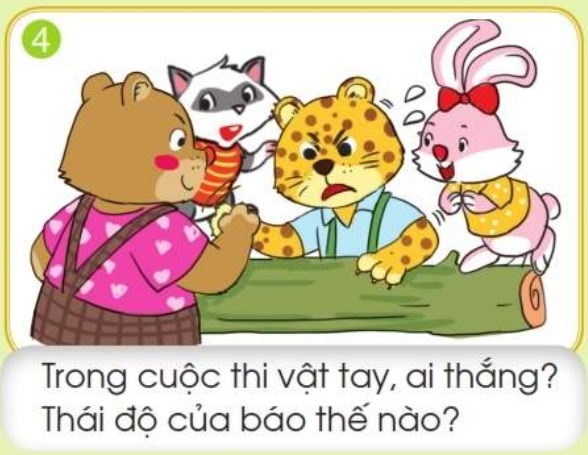 4
Trong cuộc thi vật tay, ai thắng?
Thái độ của báo thế nào?